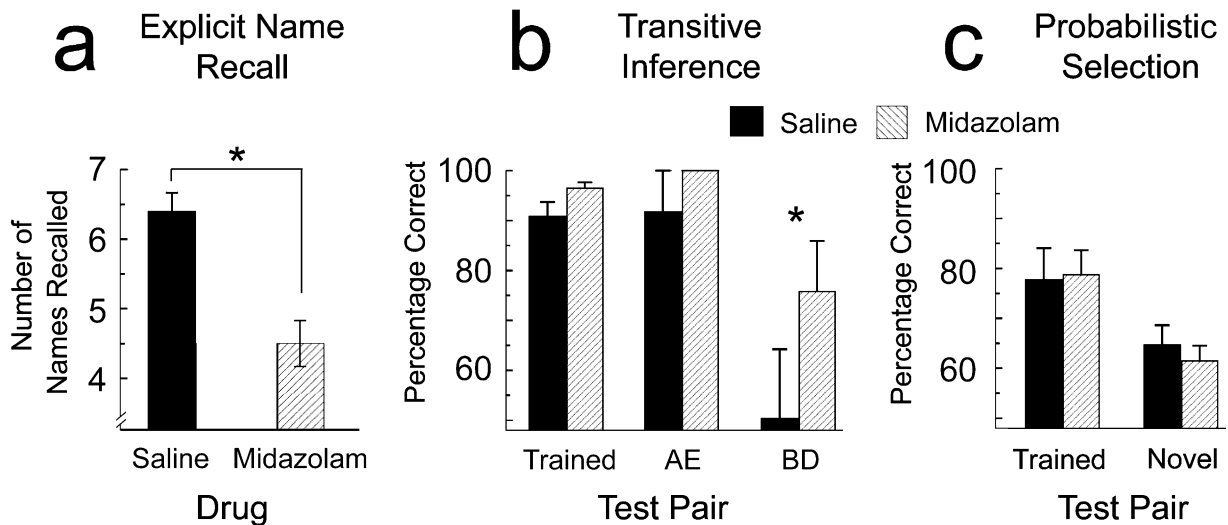 a
Explicit Name
Recall
7
6
5
4
Number of
Names Recalled
*
Saline
Midazolam
Drug
b
Transitive
Inference
Saline
Midazolam
100
80
60
Percentage Correct
*
Trained
AE
BD
Test Pair
c
Probabilistic
Selection
100
80
60
Percentage Correct
Trained
Novel
Test Pair